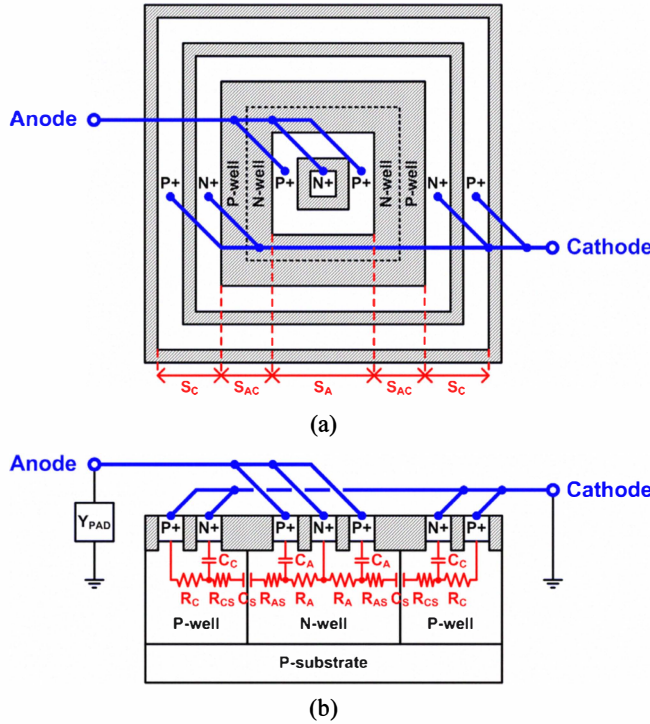 Anode
P-well
N-well
P+
N+
P+
N-well
P-well
P+
N+
N+
P+
Cathode
SC
SAC
SA
SAC
SC
(a)
Anode
Cathode
YPAD
P+
N+
P+
N+
P+
N+
P+
CC
CA
CA
CC
RC
RCS
CS
RAS
RA
RA
RAS
CS
RCS
RC
P-well
N-well
P-well
P-substrate
(b)